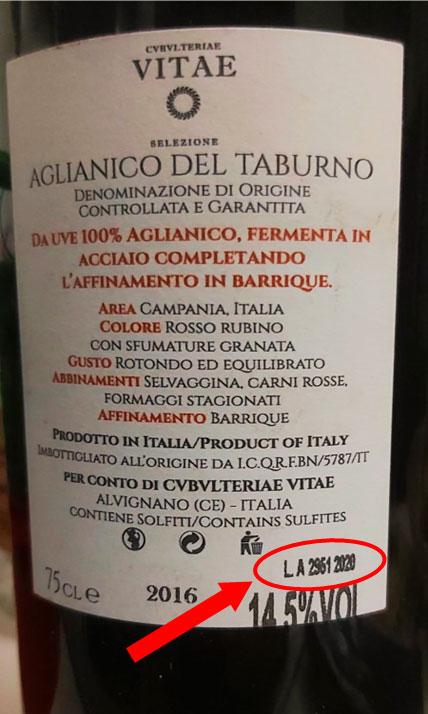 CVBVLTERIAE
VITAE
SELEZIONE
AGLIANICO DEL TABURNO
DENOMINAZIONE DI ORIGINE
CONTROLLATA E GARANTITA
DA UVE 100% AGLIANICO, FERMENTA IN
ACCIAIO COMPLETANDO
L'AFFINAMENTO IN BARRIQUE.
AREA CAMPANIA, ITALIA
COLORE ROSSO RUBINO
CON SFUMATURE GRANATA
GUSTO ROTONDO ED EQUILIBRATO
ABBINAMENTI SELVAGGINA, CARNI ROSSE,
FORMAGGI STAGIONATI
AFFINAMENTO BARRIQUE
PRODOTTO IN ITALIA/PRODUCT OF ITALY
IMBOTTIGLIATO ALL'ORIGINE DA I.C.Q.R.F.BN/5787/IT
PER CONTO DI CVBVLTERIAE VITAE
ALVIGNANO (CE) - ITALIA
CONTIENE SOLFITI/CONTAINS SULFITES
L A 2951 2020
75CL e
2016
14.5%VOL